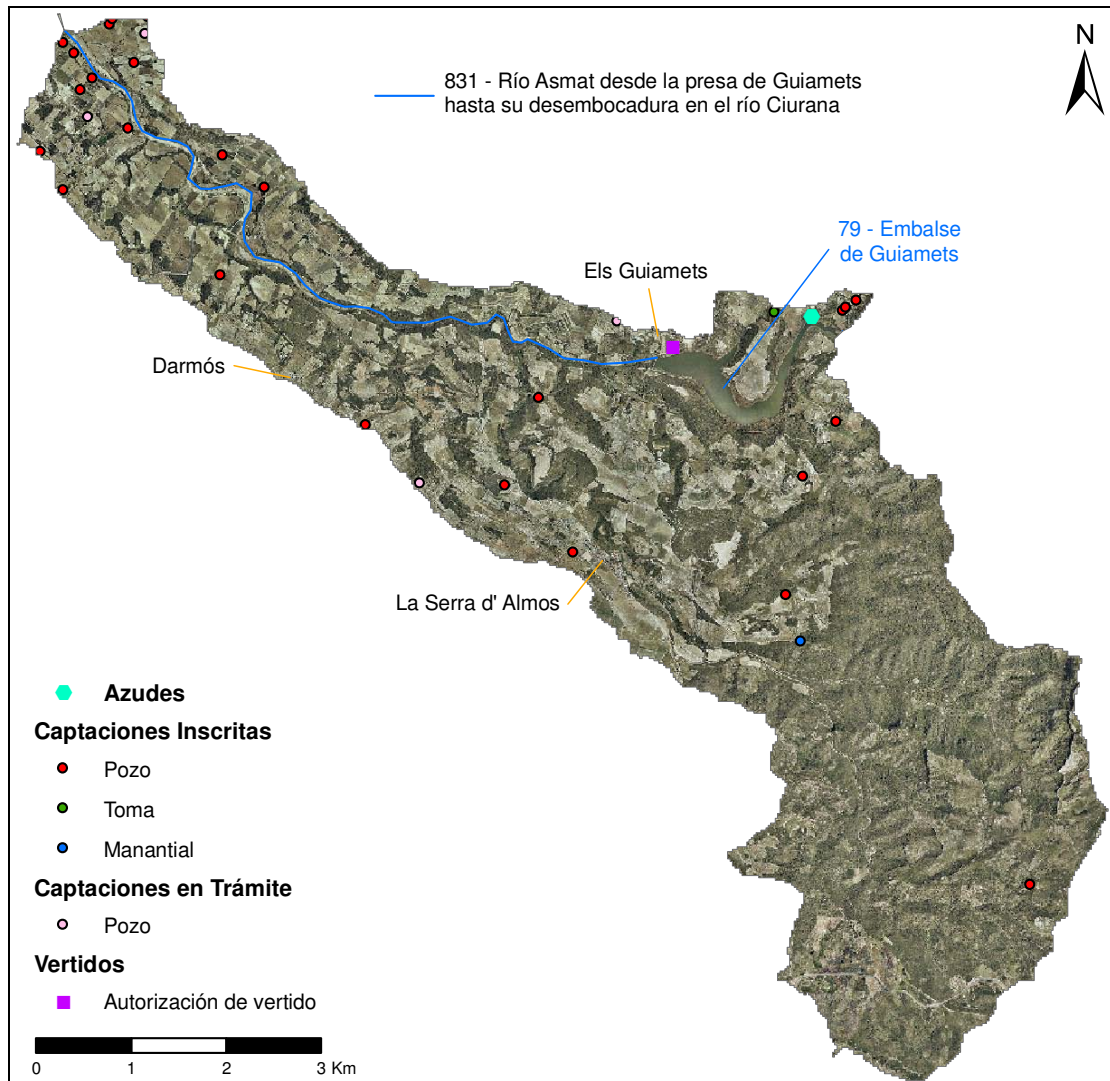 N
831 - Río Asmat desde la presa de Guiamets
hasta su desembocadura en el río Ciurana
79 - Embalse
de Guiamets
Els Guiamets
Darmós
La Serra d' Almos
Azudes
Captaciones Inscritas
Pozo
Toma
Manantial
Captaciones en Trámite
Pozo
Vertidos
Autorización de vertido
0 1 2 3 Km